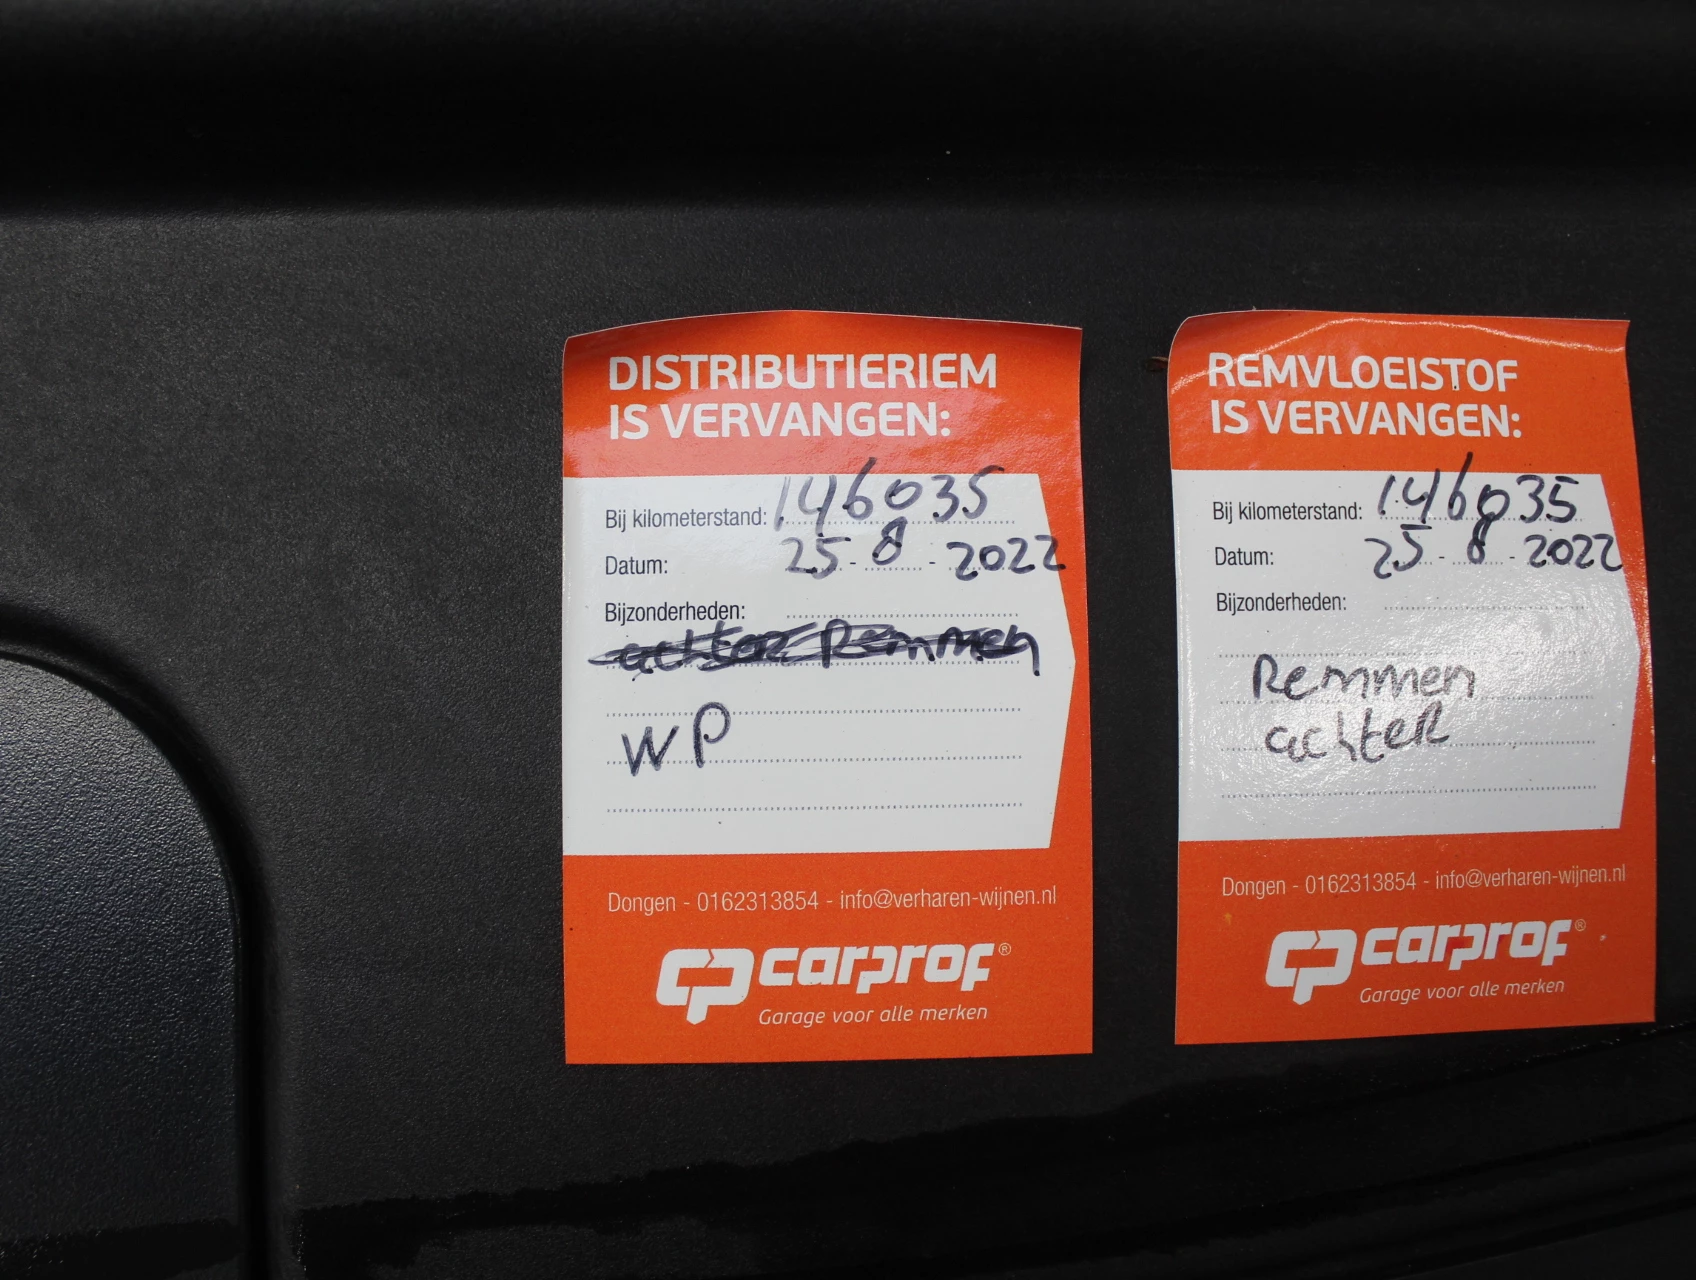 DISTRIBUTIERIEM
IS VERVANGEN:
Bij kilometerstand: 146035
Datum: 25 - 8 - 2022
Bijzonderheden:
achter Remmen
WP
Dongen - 0162313854 - info@verharen-wijnen.nl
CP carprof®
Garage voor alle merken
REMVLOEISTOF
IS VERVANGEN:
Bij kilometerstand: 146035
Datum: 25 - 8 - 2022
Bijzonderheden:
Remmen
achter
Dongen - 0162313854 - info@verharen-wijnen.nl
CP carprof®
Garage voor alle merken